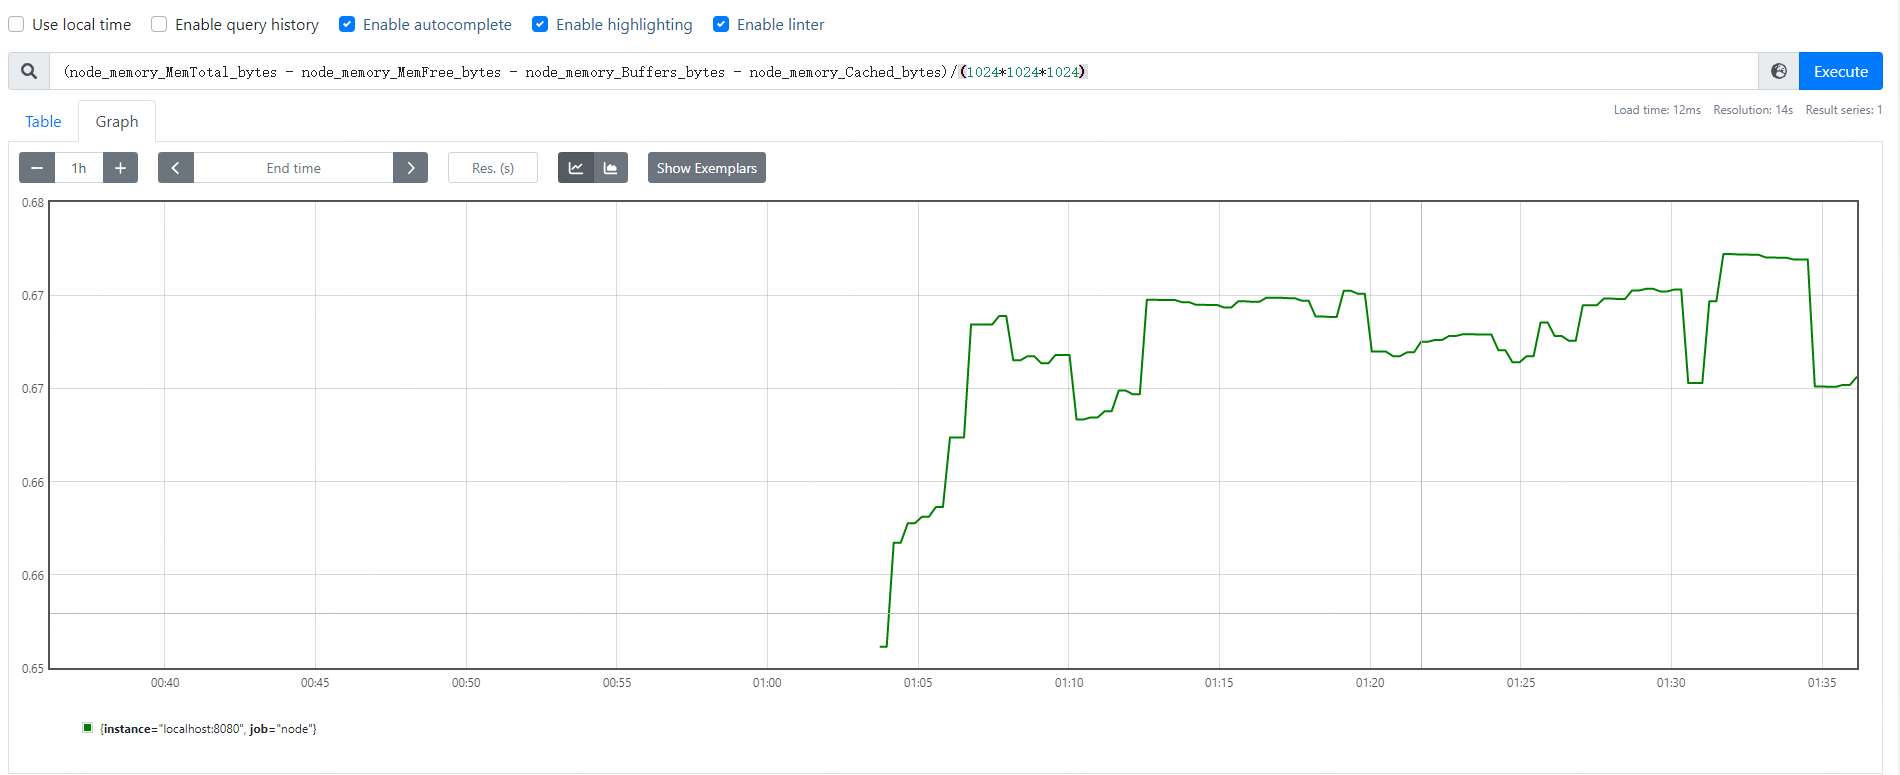 Use local time Enable query history Enable autocomplete Enable highlighting Enable linter
(node_memory_MemTotal_bytes - node_memory_MemFree_bytes - node_memory_Buffers_bytes - node_memory_Cached_bytes)/(1024*1024*1024) Execute
Table Graph Load time: 12ms Resolution: 14s Result series: 1
1h End time Res. (s) Show Exemplars
0.68
0.67
0.67
0.66
0.66
0.65
00:40 00:45 00:50 00:55 01:00 01:05 01:10 01:15 01:20 01:25 01:30 01:35
{instance="localhost:8080", job="node"}